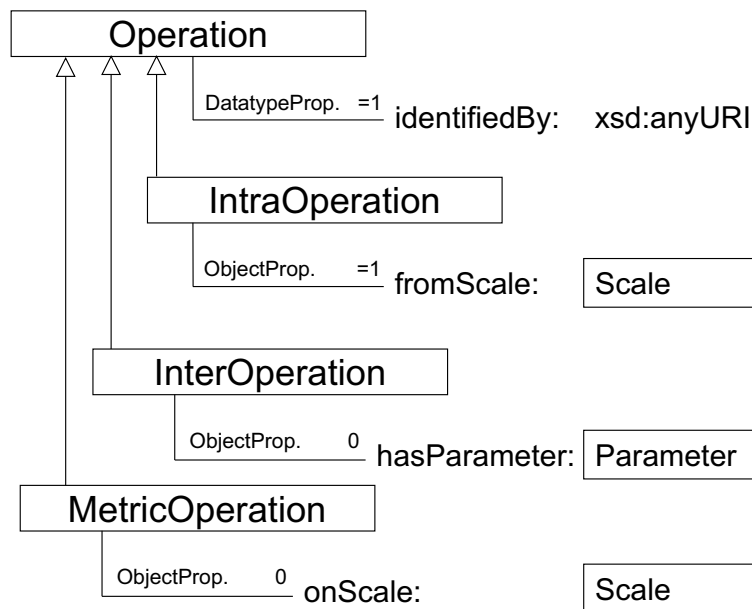 Operation
DatatypeProp. =1 identifiedBy: xsd:anyURI
IntraOperation
ObjectProp. =1 fromScale: Scale
InterOperation
ObjectProp. 0 hasParameter: Parameter
MetricOperation
ObjectProp. 0 onScale: Scale